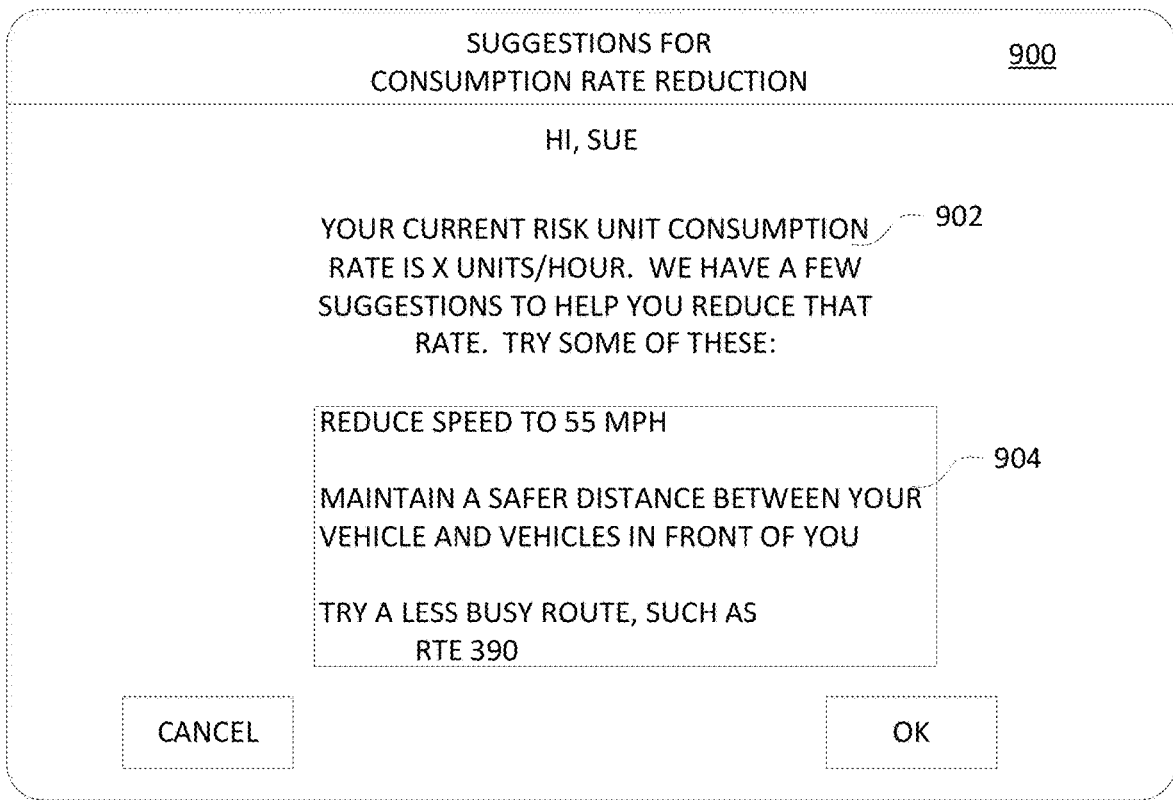 SUGGESTIONS FOR
CONSUMPTION RATE REDUCTION
900
HI, SUE
YOUR CURRENT RISK UNIT CONSUMPTION
902
RATE IS X UNITS/HOUR. WE HAVE A FEW
SUGGESTIONS TO HELP YOU REDUCE THAT
RATE. TRY SOME OF THESE:
REDUCE SPEED TO 55 MPH
904
MAINTAIN A SAFER DISTANCE BETWEEN YOUR
VEHICLE AND VEHICLES IN FRONT OF YOU
TRY A LESS BUSY ROUTE, SUCH AS
RTE 390
CANCEL
OK